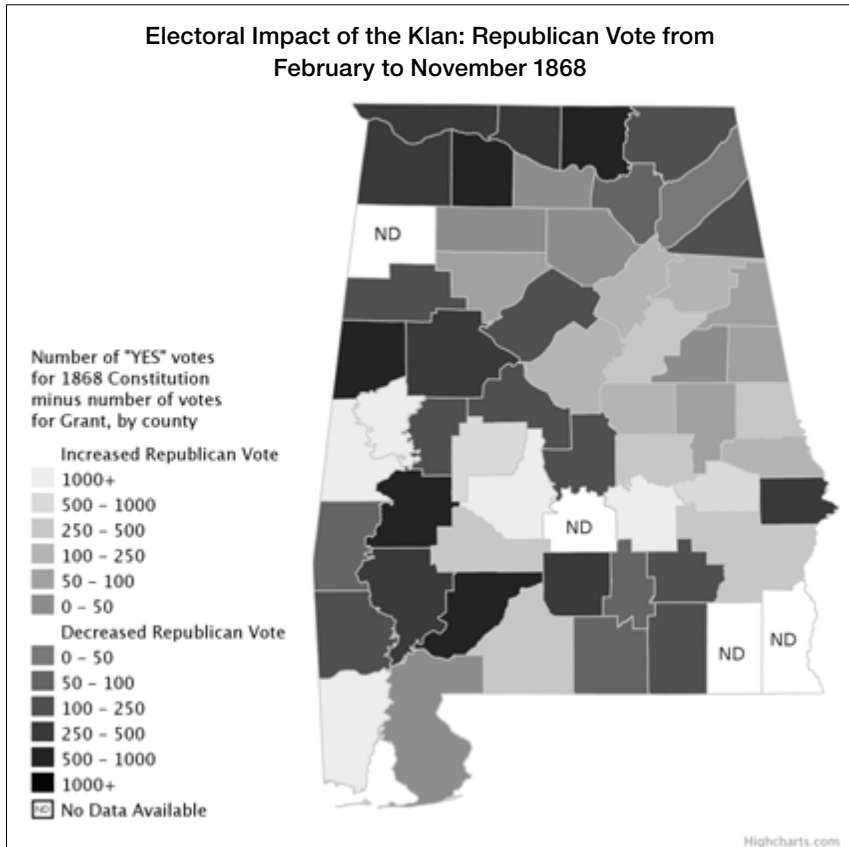 Electoral Impact of the Klan: Republican Vote from
February to November 1868
ND
Number of "YES" votes
for 1868 Constitution
minus number of votes
for Grant, by county
Increased Republican Vote
1000+
500 – 1000
250 – 500
100 – 250
50 – 100
0 – 50
Decreased Republican Vote
0 – 50
50 – 100
100 – 250
250 – 500
500 – 1000
1000+
ND No Data Available
ND
ND
ND
Highcharts.com